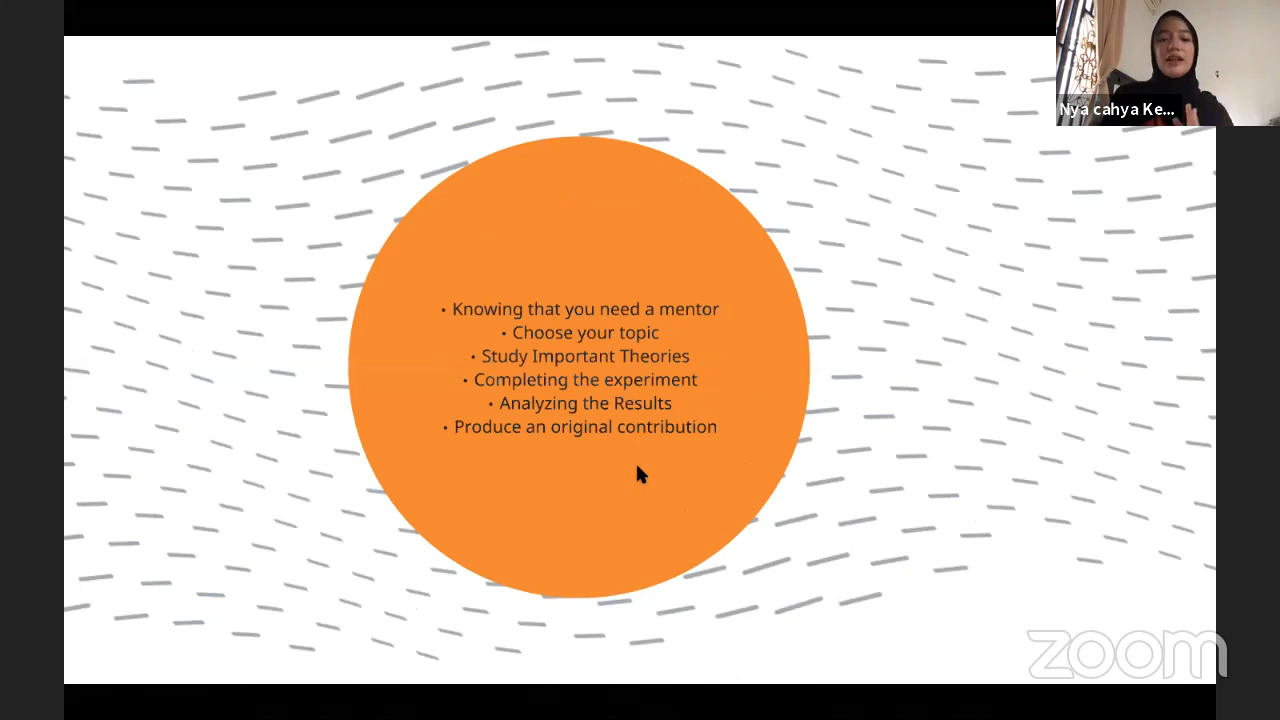 Nya cahya Ke...
• Knowing that you need a mentor
• Choose your topic
• Study Important Theories
• Completing the experiment
• Analyzing the Results
• Produce an original contribution
zoom